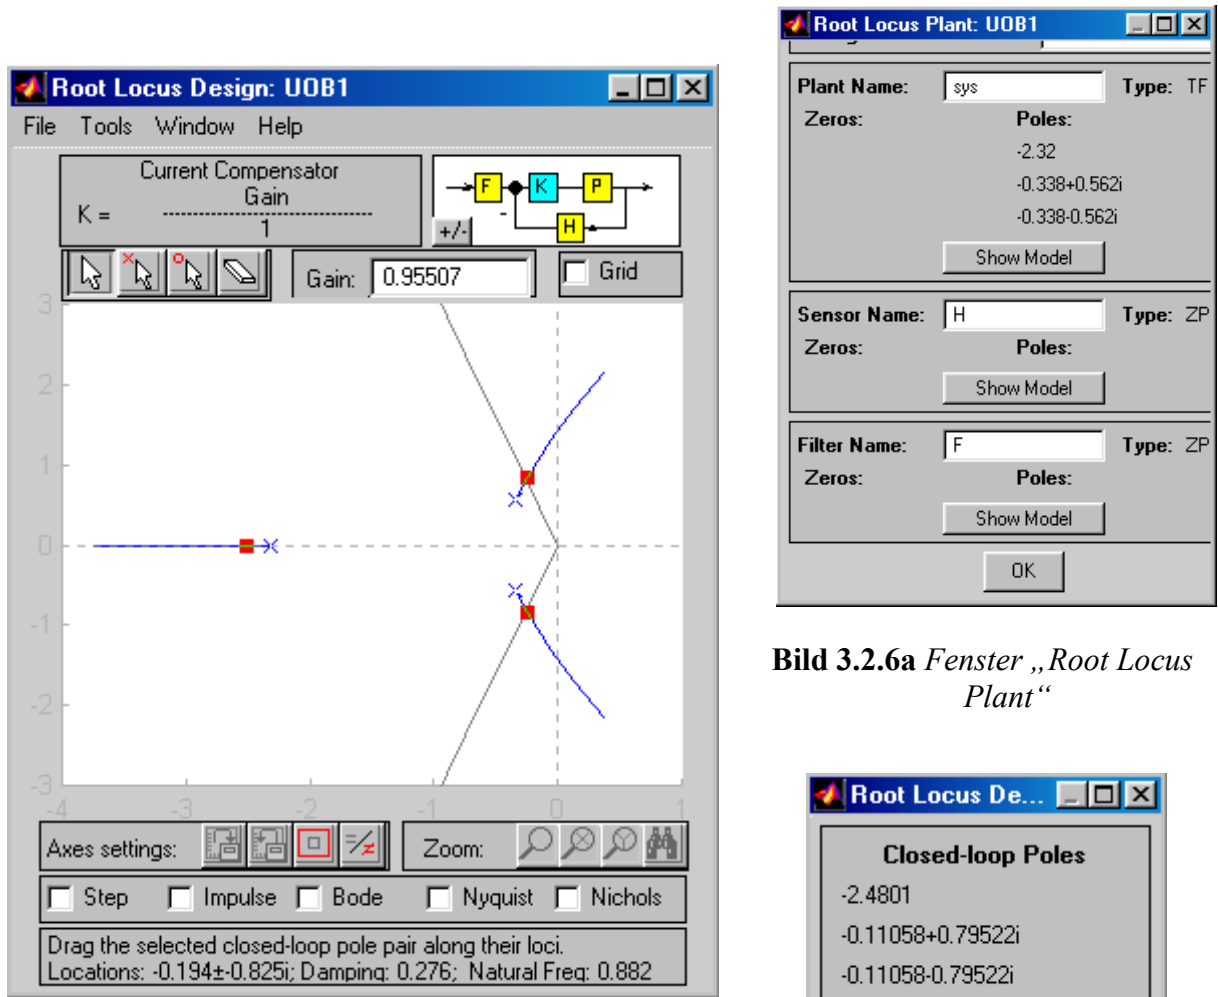 Root Locus Design: UOB1
File Tools Window Help
Current Compensator
K =
Gain
1
F
K
P
H
-
+/-
Gain: 0.95507
Grid
3
2
1
0
-1
-2
-3
-4 -3 -2 -1 0 1
Axes settings:
Zoom:
Step Impulse Bode Nyquist Nichols
Drag the selected closed-loop pole pair along their loci.
Locations: -0.194±-0.825i; Damping: 0.276; Natural Freq: 0.882
Root Locus Plant: UOB1
Plant Name: sys Type: TF
Zeros: Poles:
-2.32
-0.338+0.562i
-0.338-0.562i
Show Model
Sensor Name: H Type: ZP
Zeros: Poles:
Show Model
Filter Name: F Type: ZP
Zeros: Poles:
Show Model
OK
Bild 3.2.6a Fenster „Root Locus
Plant“
Root Locus De...
Closed-loop Poles
-2.4801
-0.11058+0.79522i
-0.11058-0.79522i